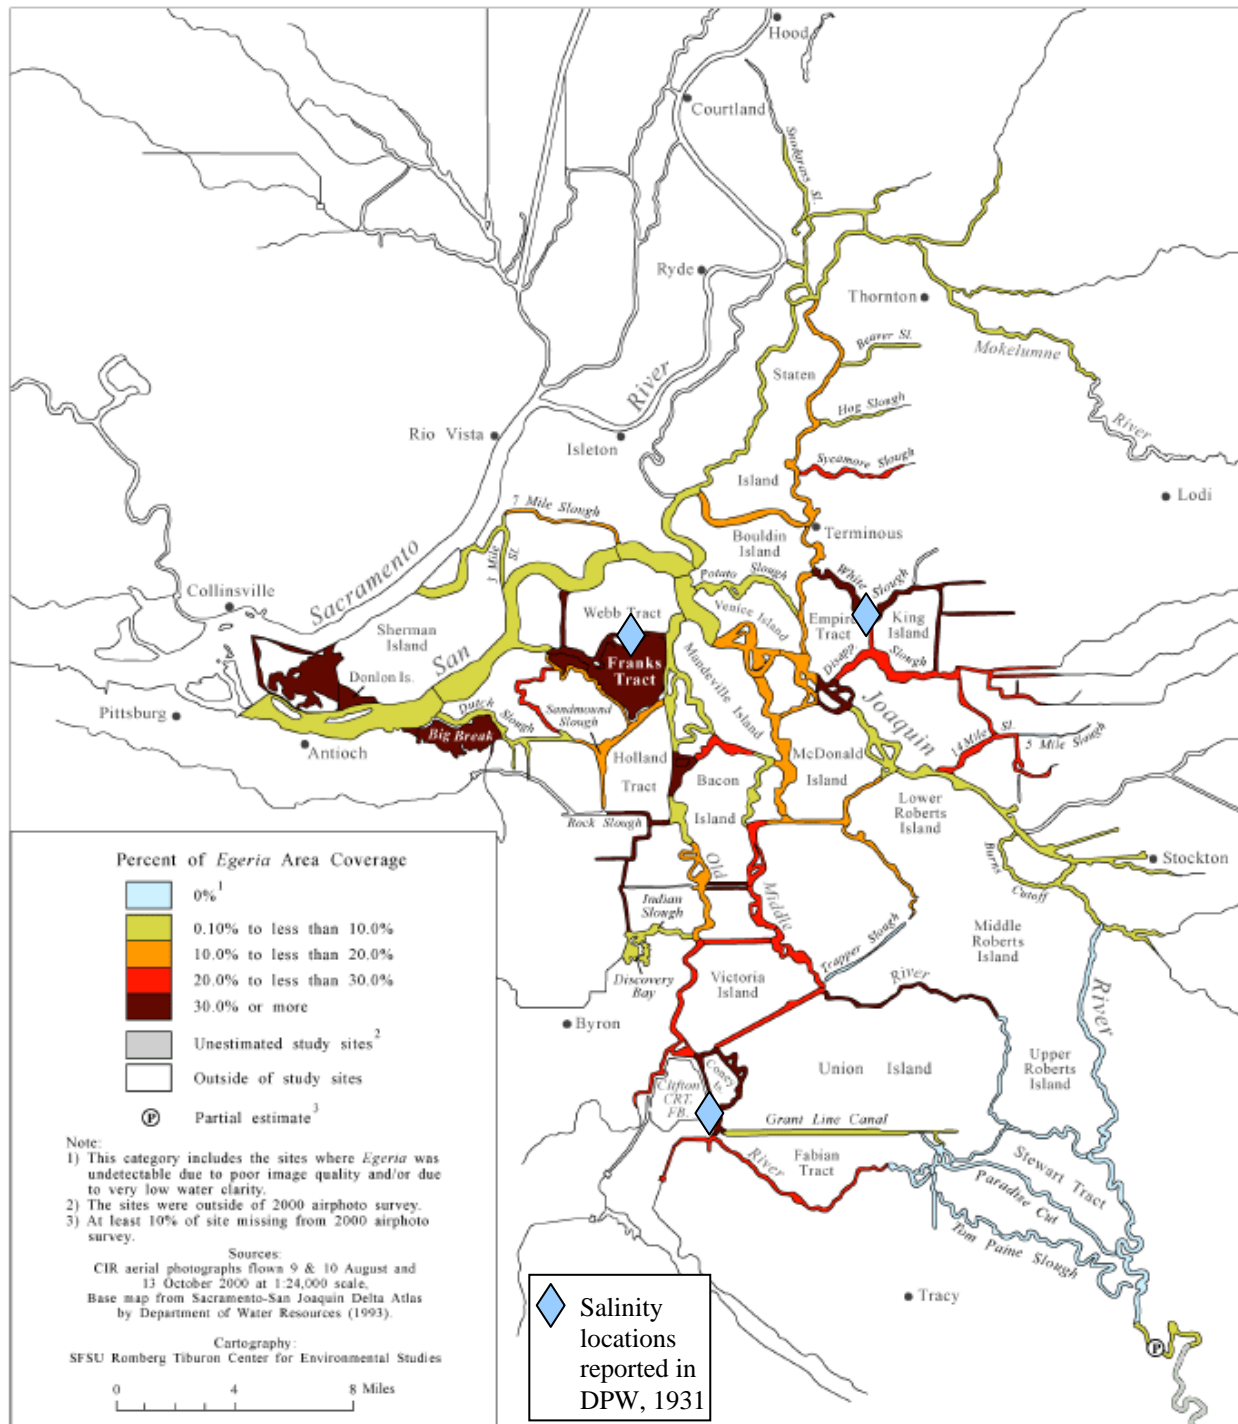 Hood
Courtland
Snodgrass Sl.
Ryde
Thornton
Mokelumne
River
Beaver Sl.
Staten
Island
Hog Slough
River
Sacramento
Rio Vista
Isleton
Sycamore Slough
Lodi
7 Mile Slough
3 Mile Sl.
Terminous
Bouldin
Island
White Slough
Potato Slough
Collinsville
Webb Tract
Venice Island
Empire
Tract
King
Island
Sherman
Island
San
Joaquin
Franks
Tract
Disapp. Slough
Donlon Is.
Mandeville Island
Pittsburg
Dutch Slough
Sandmound
Slough
Big Break
Antioch
14 Mile Sl.
5 Mile Slough
Holland
Tract
McDonald
Island
Bacon
Island
Lower
Roberts
Island
Rock Slough
Stockton
Burns
Cutoff
Old
Middle
River
Indian
Slough
Trapper Slough
Middle
Roberts
Island
Discovery
Bay
Victoria
Island
River
Byron
Coney
Is.
Union Island
Upper
Roberts
Island
Clifton
CRT.
FB.
Grant Line Canal
River
Fabian
Tract
Stewart Tract
Paradise Cut
Tom Paine Slough
Tracy
P
Percent of Egeria Area Coverage
0%1
0.10% to less than 10.0%
10.0% to less than 20.0%
20.0% to less than 30.0%
30.0% or more
Unestimated study sites2
Outside of study sites
P Partial estimate3
Note:
1) This category includes the sites where Egeria was
undetectable due to poor image quality and/or due
to very low water clarity.
2) The sites were outside of 2000 airphoto survey.
3) At least 10% of site missing from 2000 airphoto
survey.
Sources:
CIR aerial photographs flown 9 & 10 August and
13 October 2000 at 1:24,000 scale.
Base map from Sacramento-San Joaquin Delta Atlas
by Department of Water Resources (1993).
Cartography:
SFSU Romberg Tiburon Center for Environmental Studies
0 4 8 Miles
Salinity
locations
reported in
DPW, 1931